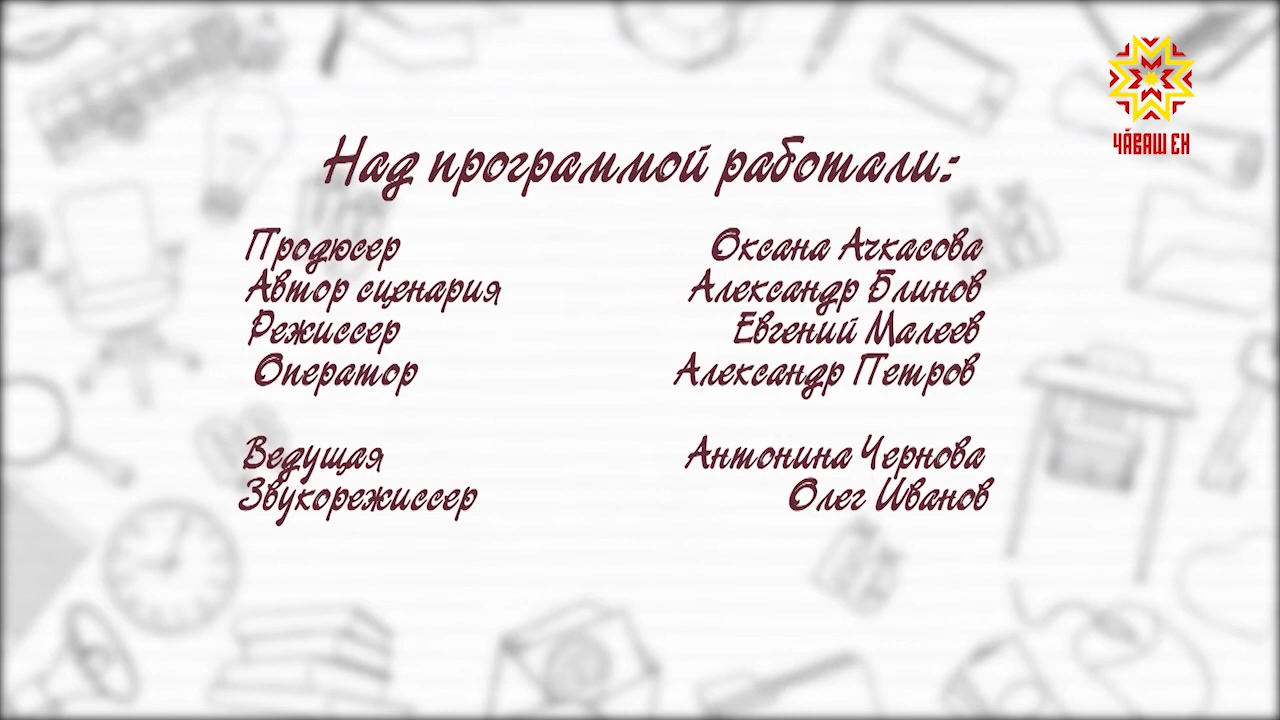 ЧӐВАШ ЕН
Над программой работали:
Продюсер Оксана Ачкасова
Автор сценария Александр Блинов
Режиссер Евгений Малеев
Оператор Александр Петров
Ведущая Антонина Чернова
Звукорежиссер Олег Иванов